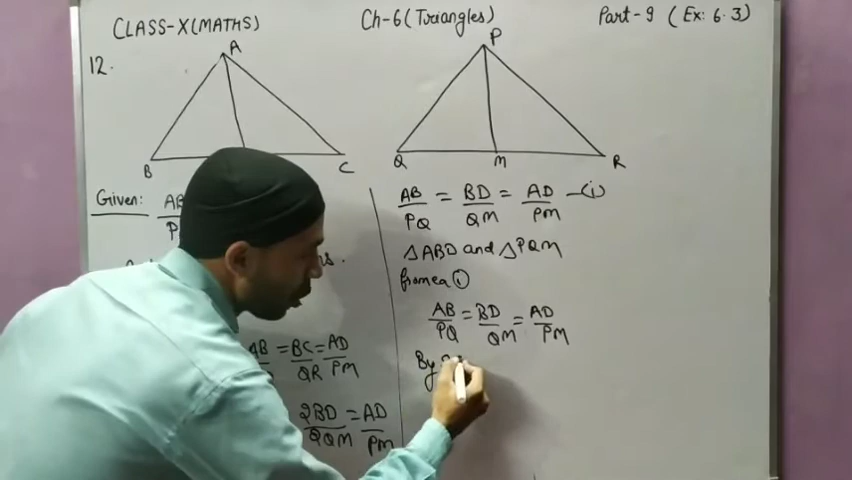 CLASS-X(MATHS)
Ch-6(Triangles)
Part-9 (Ex: 6.3)
12.
A
B
C
P
Q
M
R
Given: AB
P
AB = BC = AD
QR PM
2BD = AD
2QM PM
AB = BD = AD -(i)
PQ QM PM
△ABD and △PQM
from eq (1)
AB = BD = AD
PQ QM PM
By